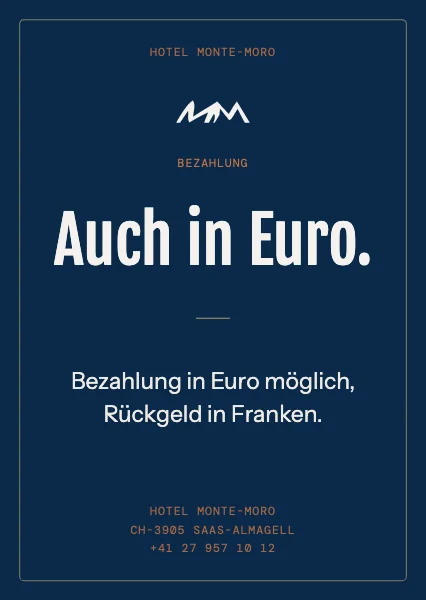 HOTEL MONTE-MORO
BEZAHLUNG
Auch in Euro.
Bezahlung in Euro möglich,
Rückgeld in Franken.
HOTEL MONTE-MORO
CH-3905 SAAS-ALMAGELL
+41 27 957 10 12